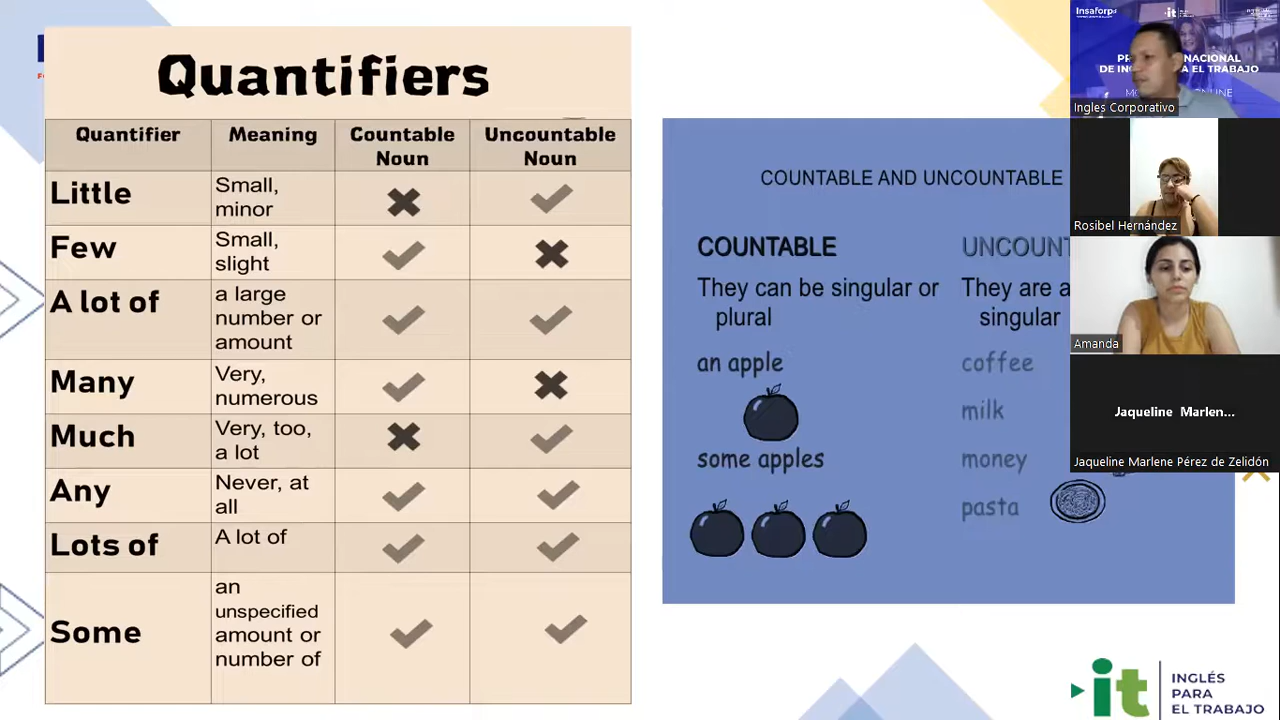 Quantifiers
Quantifier Meaning Countable Noun Uncountable Noun
Little Small, minor
Few Small, slight
A lot of a large number or amount
Many Very, numerous
Much Very, too, a lot
Any Never, at all
Lots of A lot of
Some an unspecified amount or number of
COUNTABLE AND UNCOUNTABLE
COUNTABLE
They can be singular or
plural
an apple
some apples
UNCOUNT
They are a
singular
coffee
milk
money
pasta
Insaforp
it
DE IN
A EL TRABAJO
Ingles Corporativo
Rosibel Hernández
Amanda
Jaqueline Marlen...
Jaqueline Marlene Pérez de Zelidón
it
INGLÉS
PARA
EL TRABAJO